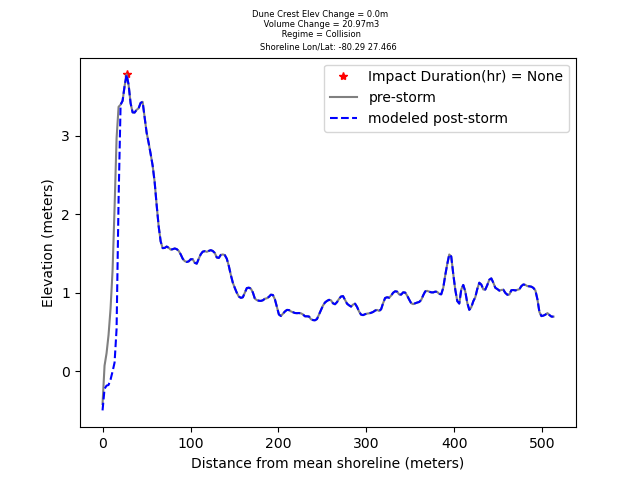 Dune Crest Elev Change = 0.0m
Volume Change = 20.97m3
Regime = Collision
Shoreline Lon/Lat: -80.29 27.466
Impact Duration(hr) = None
pre-storm
modeled post-storm
Elevation (meters)
3
2
1
0
0 100 200 300 400 500
Distance from mean shoreline (meters)